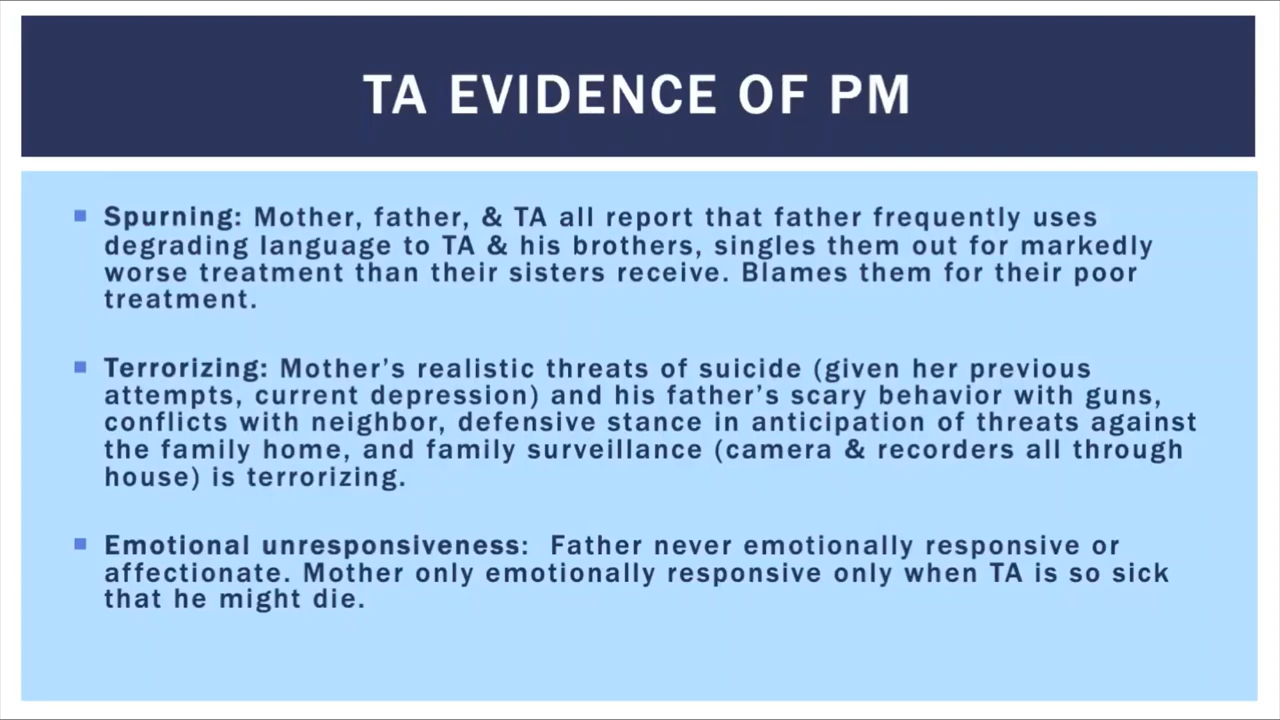 TA EVIDENCE OF PM
Spurning: Mother, father, & TA all report that father frequently uses
degrading language to TA & his brothers, singles them out for markedly
worse treatment than their sisters receive. Blames them for their poor
treatment.
Terrorizing: Mother’s realistic threats of suicide (given her previous
attempts, current depression) and his father’s scary behavior with guns,
conflicts with neighbor, defensive stance in anticipation of threats against
the family home, and family surveillance (camera & recorders all through
house) is terrorizing.
Emotional unresponsiveness:  Father never emotionally responsive or
affectionate. Mother only emotionally responsive only when TA is so sick
that he might die.